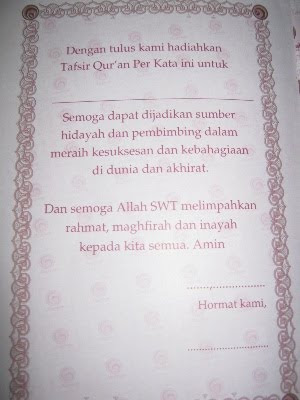 Dengan tulus kami hadiahkan
Tafsir Qur'an Per Kata ini untuk
Semoga dapat dijadikan sumber
hidayah dan pembimbing dalam
meraih kesuksesan dan kebahagiaan
di dunia dan akhirat.
Dan semoga Allah SWT melimpahkan
rahmat, maghfirah dan inayah
kepada kita semua. Amin
..................,........................
Hormat kami,
....................................